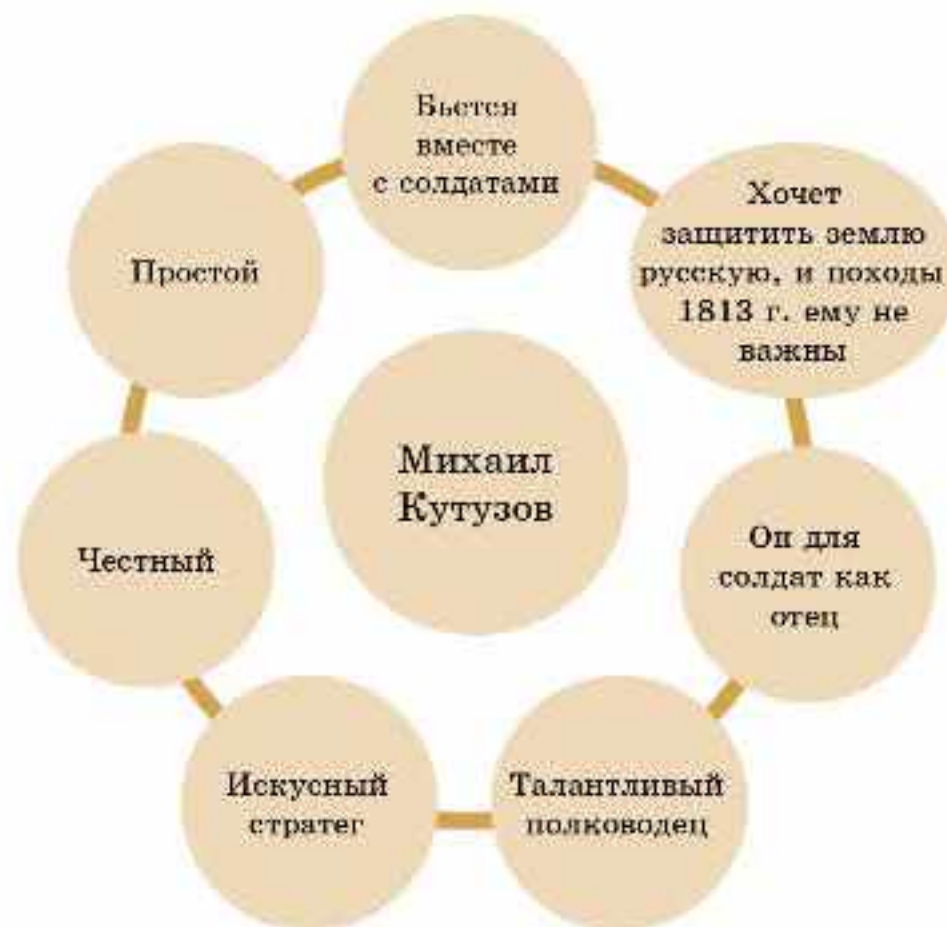 Бьется
вместе
с солдатами
Хочет
защитить землю
русскую, и походы
1813 г. ему не
важны
Он для
солдат как
отец
Талантливый
полководец
Искусный
стратег
Честный
Простой
Михаил
Кутузов